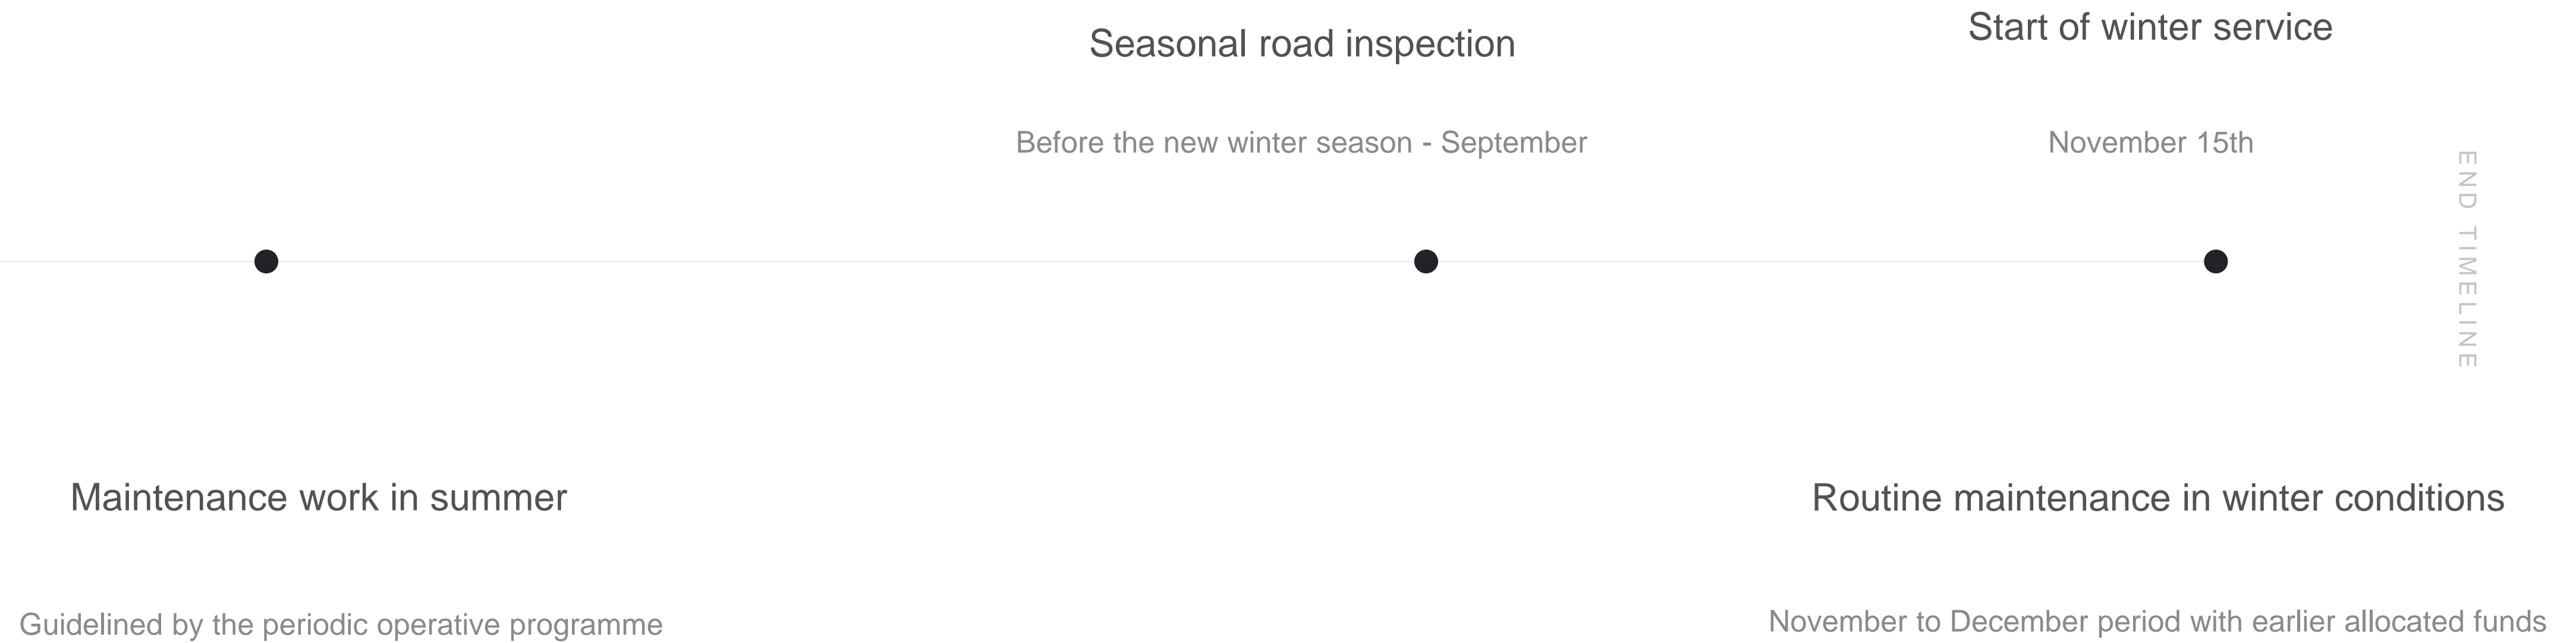 Start of winter service
Seasonal road inspection
Before the new winter season - September
November 15th
END TIMELINE
Maintenance work in summer
Routine maintenance in winter conditions
Guidelined by the periodic operative programme
November to December period with earlier allocated funds